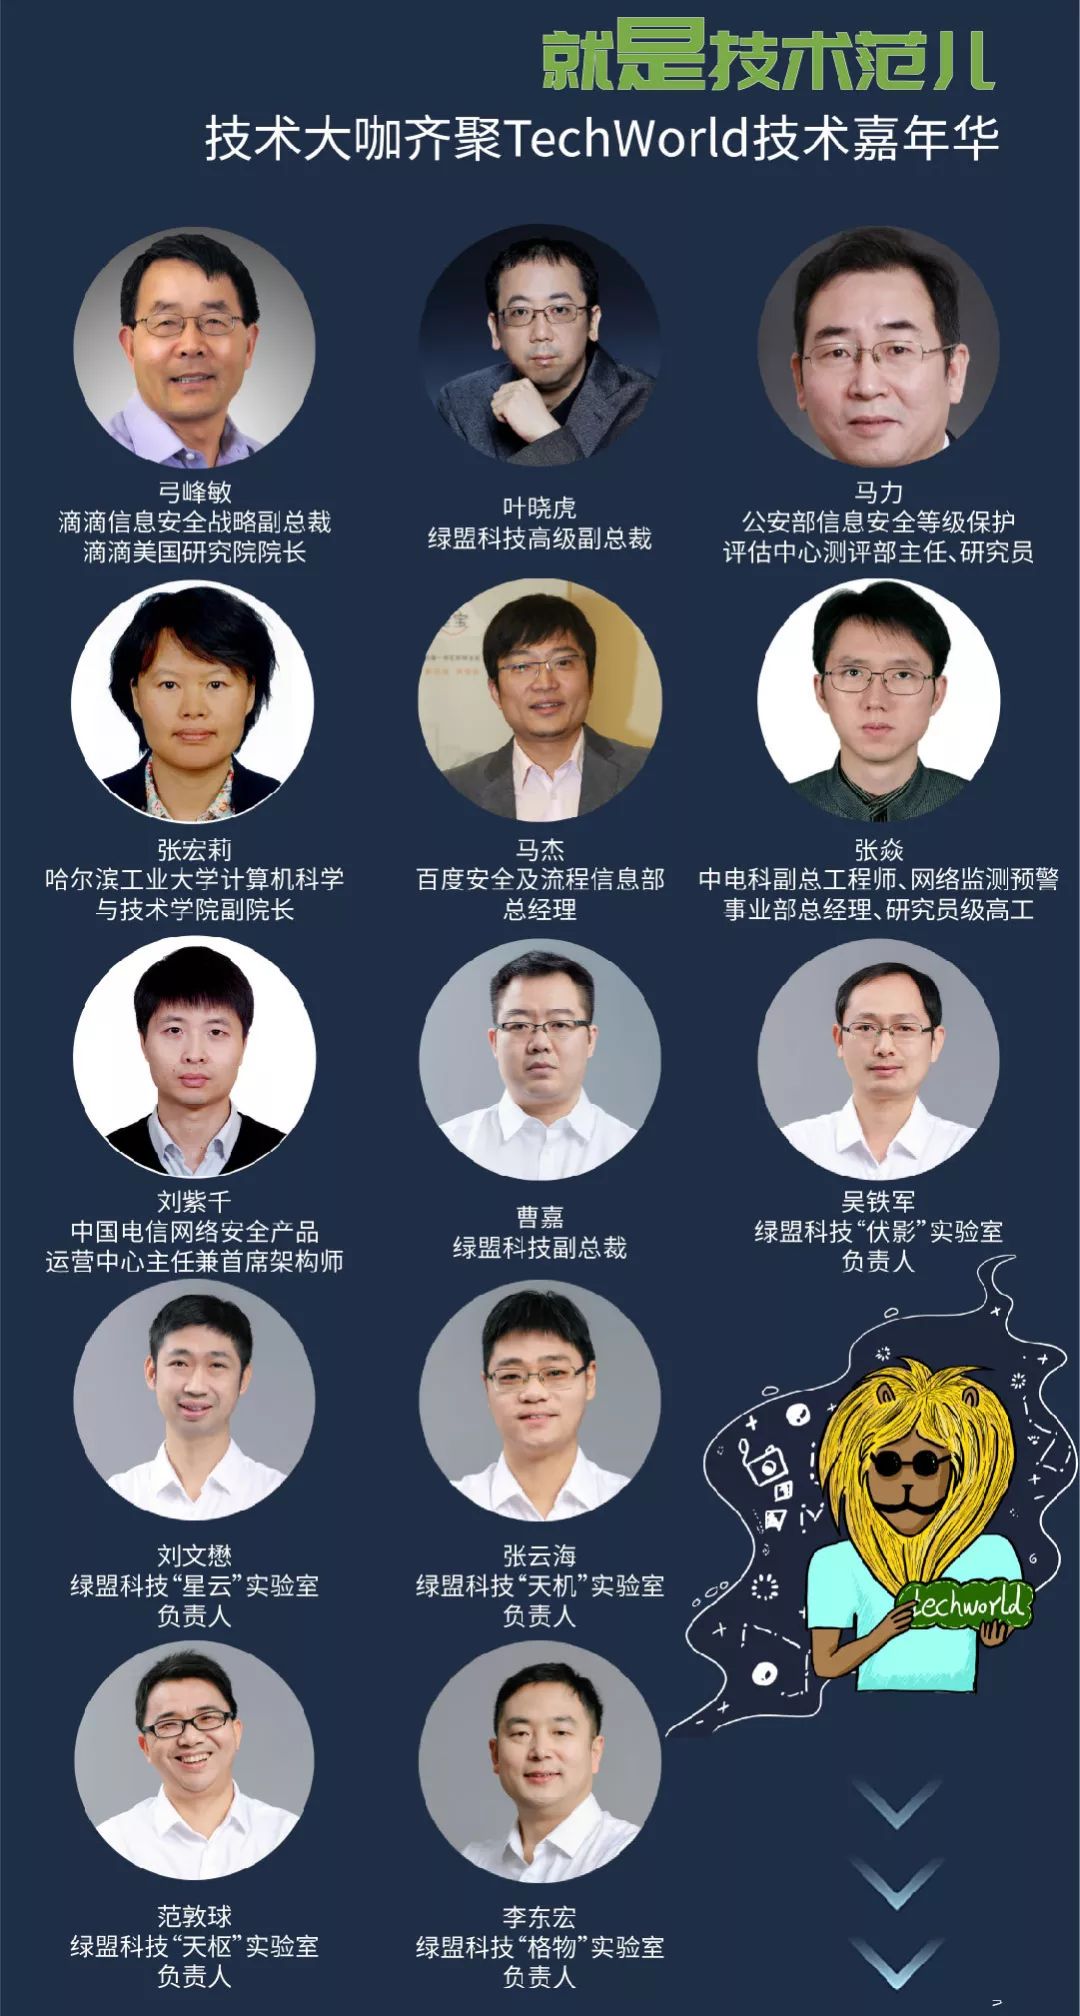 就是技术范儿
技术大咖齐聚TechWorld技术嘉年华
弓峰敏
滴滴信息安全战略副总裁
滴滴美国研究院院长
叶晓虎
绿盟科技高级副总裁
马力
公安部信息安全等级保护
评估中心测评部主任、研究员
张宏莉
哈尔滨工业大学计算机科学
与技术学院副院长
马杰
百度安全及流程信息部
总经理
张焱
中电科副总工程师、网络监测预警
事业部总经理、研究员级高工
刘紫千
中国电信网络安全产品
运营中心主任兼首席架构师
曹嘉
绿盟科技副总裁
吴铁军
绿盟科技“伏影”实验室
负责人
刘文懋
绿盟科技“星云”实验室
负责人
张云海
绿盟科技“天机”实验室
负责人
techworld
范敦球
绿盟科技“天枢”实验室
负责人
李东宏
绿盟科技“格物”实验室
负责人